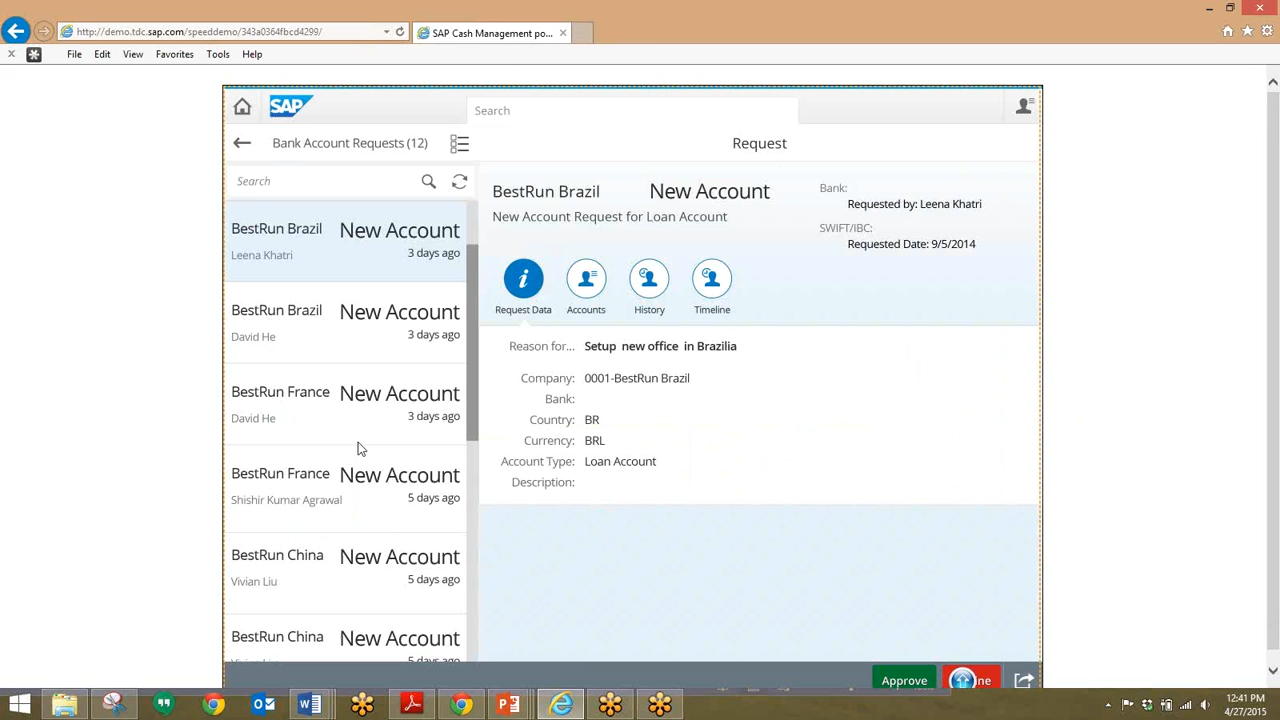 http://demo.tdc.sap.com/speeddemo/343a0364fbcd4299/
SAP Cash Management po...
File Edit View Favorites Tools Help
SAP
Search
Bank Account Requests (12)
Request
Search
BestRun Brazil New Account
Leena Khatri 3 days ago
BestRun Brazil New Account
David He 3 days ago
BestRun France New Account
David He 3 days ago
BestRun France New Account
Shishir Kumar Agrawal 5 days ago
BestRun China New Account
Vivian Liu 5 days ago
BestRun China New Account
5 days ago
BestRun Brazil New Account
New Account Request for Loan Account
Bank:
Requested by: Leena Khatri
SWIFT/IBC:
Requested Date: 9/5/2014
Request Data Accounts History Timeline
Reason for... Setup new office in Brazilia
Company: 0001-BestRun Brazil
Bank:
Country: BR
Currency: BRL
Account Type: Loan Account
Description:
Approve
12:41 PM
4/27/2015